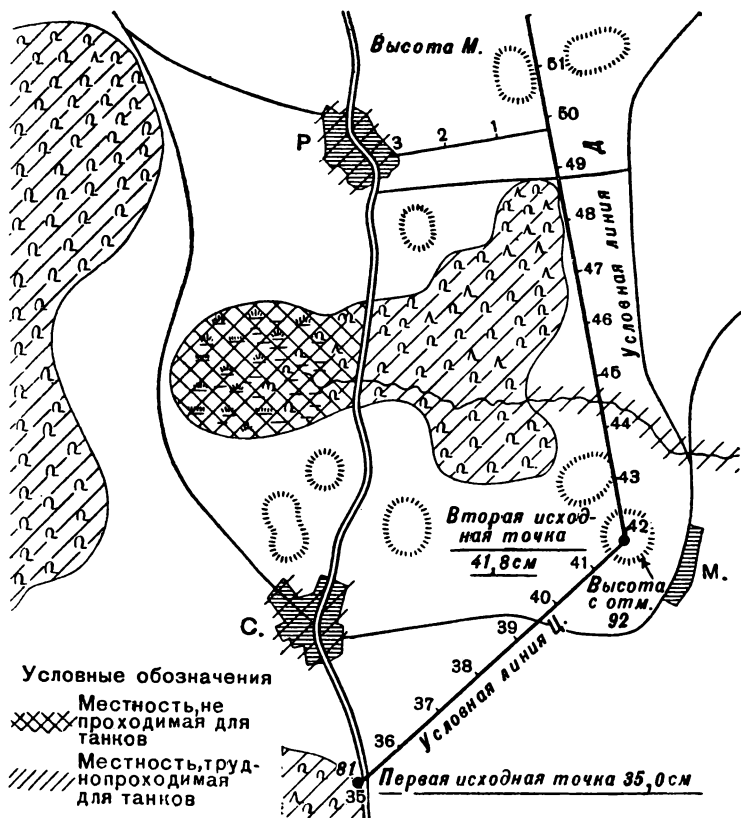 Высота М.
51
50
Р
3
2
1
49
Д
48
Условная линия
47
46
45
44
43
Вторая исход-
ная точка
41,8см
42
41
М.
Высота
с отм.
92
40
39
С.
38
Условная линия Ц.
37
36
Условные обозначения
Местность, не
проходимая для
танков
Местность, труд-
нопроходимая
для танков
81
35
Первая исходная точка 35,0см